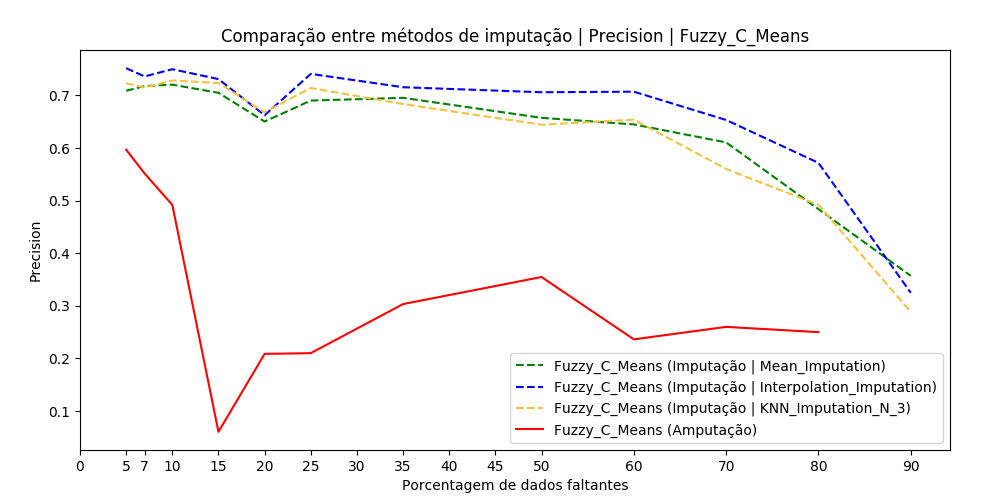 Comparação entre métodos de imputação | Precision | Fuzzy_C_Means
Precision
0.7
0.6
0.5
0.4
0.3
0.2
0.1
Fuzzy_C_Means (Imputação | Mean_Imputation)
Fuzzy_C_Means (Imputação | Interpolation_Imputation)
Fuzzy_C_Means (Imputação | KNN_Imputation_N_3)
Fuzzy_C_Means (Amputação)
0 5 7 10 15 20 25 30 35 40 45 50 60 70 80 90
Porcentagem de dados faltantes